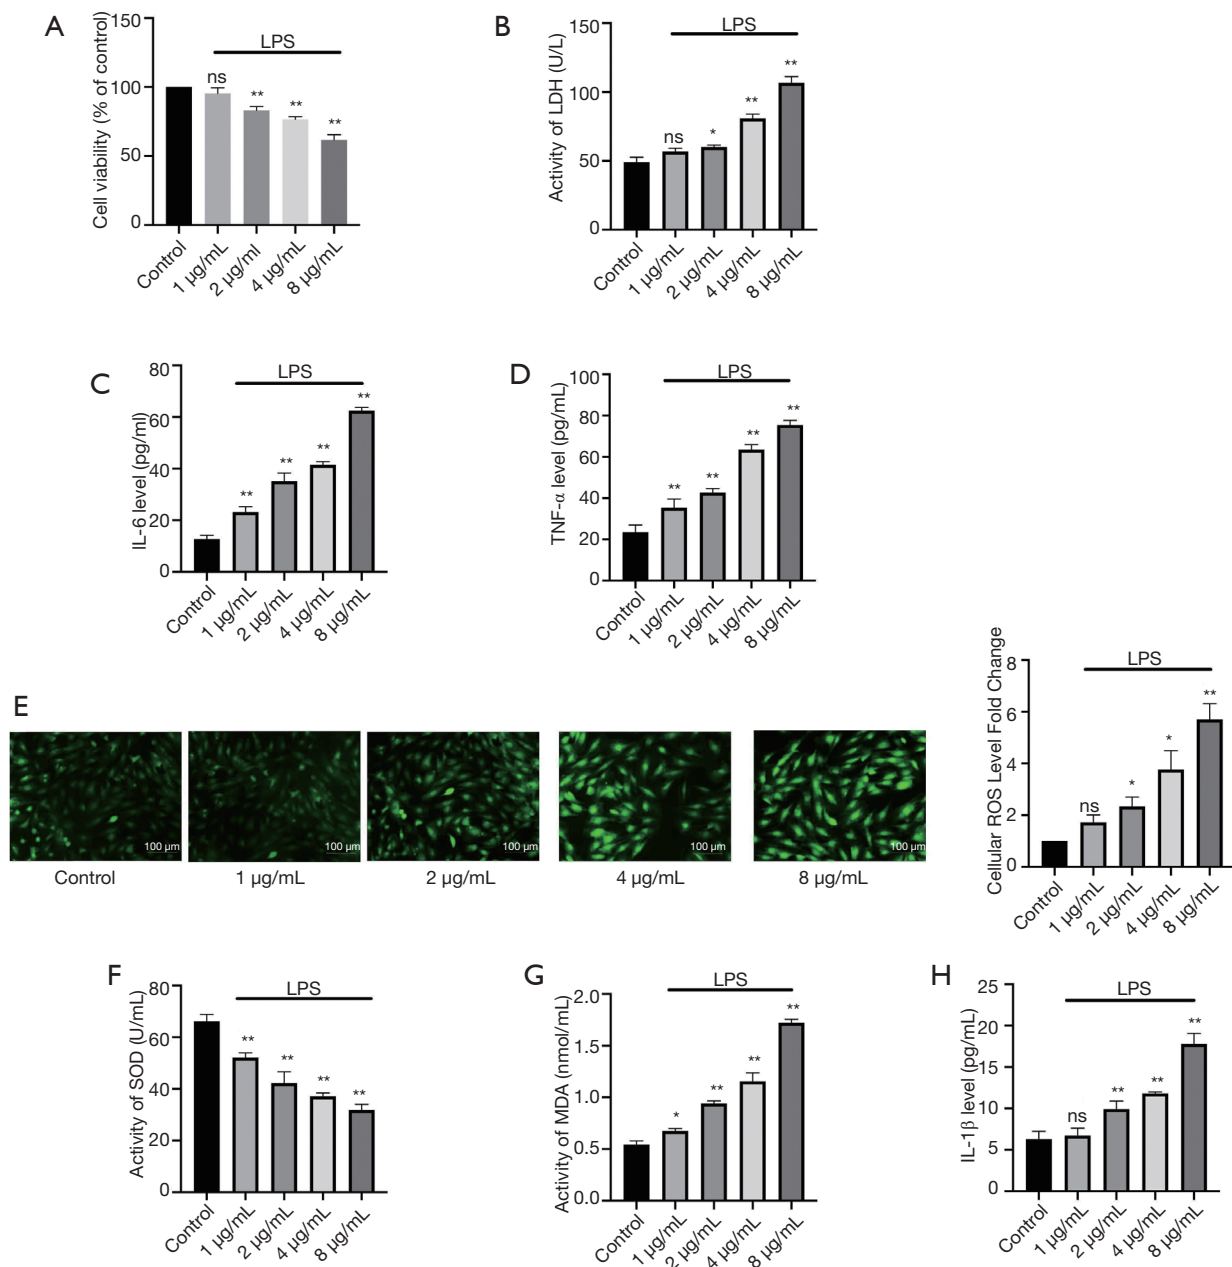 A
Cell viability (% of control)
150
100
50
0
LPS
ns
**
**
**
Control
1 µg/mL
2 µg/ml
4 µg/mL
8 µg/mL
B
Activity of LDH (U/L)
150
100
50
0
LPS
ns
*
**
**
Control
1 µg/mL
2 µg/mL
4 µg/mL
8 µg/mL
C
IL-6 level (pg/ml)
80
60
40
20
0
LPS
**
**
**
**
Control
1 µg/mL
2 µg/mL
4 µg/mL
8 µg/mL
D
TNF-α level (pg/mL)
100
80
60
40
20
0
LPS
**
**
**
**
Control
1 µg/mL
2 µg/mL
4 µg/mL
8 µg/mL
E
100 µm
100 µm
100 µm
100 µm
100 µm
Control
1 µg/mL
2 µg/mL
4 µg/mL
8 µg/mL
Cellular ROS Level Fold Change
8
6
4
2
0
LPS
ns
*
*
**
Control
1 µg/mL
2 µg/mL
4 µg/mL
8 µg/mL
F
Activity of SOD (U/mL)
80
60
40
20
0
LPS
**
**
**
**
Control
1 µg/mL
2 µg/mL
4 µg/mL
8 µg/mL
G
Activity of MDA (nmol/mL)
2.0
1.5
1.0
0.5
0.0
LPS
*
**
**
**
Control
1 µg/mL
2 µg/mL
4 µg/mL
8 µg/mL
H
IL-1β level (pg/mL)
25
20
15
10
5
0
LPS
ns
**
**
**
Control
1 µg/mL
2 µg/mL
4 µg/mL
8 µg/mL